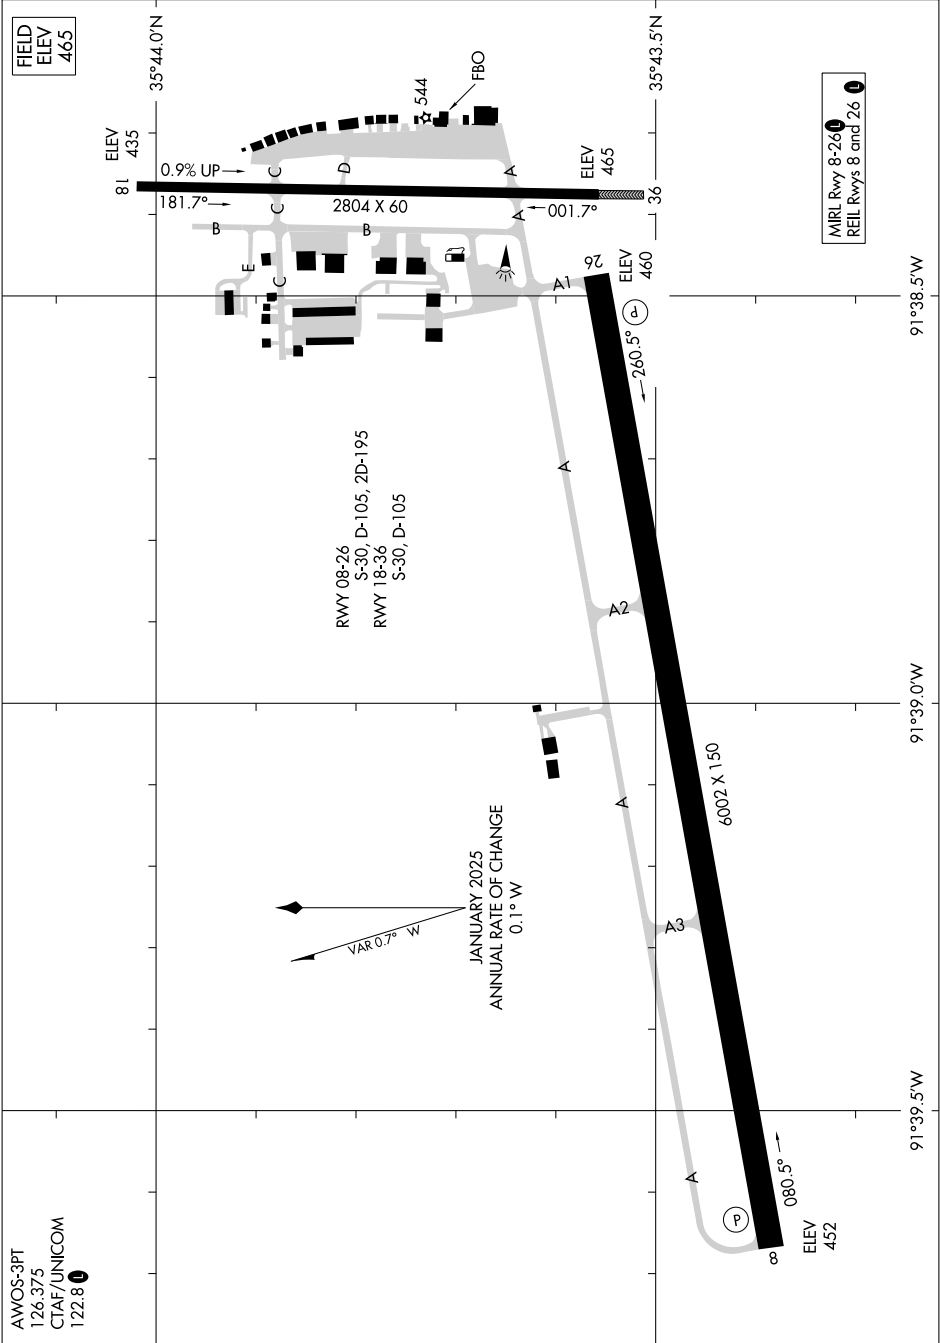 FIELD
ELEV
465
AWOS-3PT
126.375
CTAF/UNICOM
122.8 L
35°44.0'N
35°43.5'N
91°38.5'W
91°39.0'W
91°39.5'W
MIRL Rwy 8-26 L
REIL Rwys 8 and 26 L
ELEV
435
18
0.9% UP
181.7°
2804 X 60
001.7°
36
ELEV
465
544
FBO
C
D
A
C
A
B
B
E
C
A1
26
ELEV
460
P
260.5°
A
RWY 08-26
S-30, D-105, 2D-195
RWY 18-36
S-30, D-105
A2
6002 X 150
A
JANUARY 2025
ANNUAL RATE OF CHANGE
0.1° W
VAR 0.7° W
A3
A
P
080.5°
8
ELEV
452